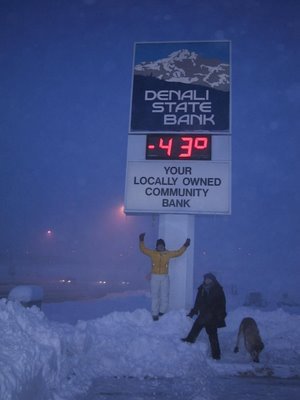 DENALI
STATE
BANK
-43°
YOUR
LOCALLY OWNED
COMMUNITY
BANK